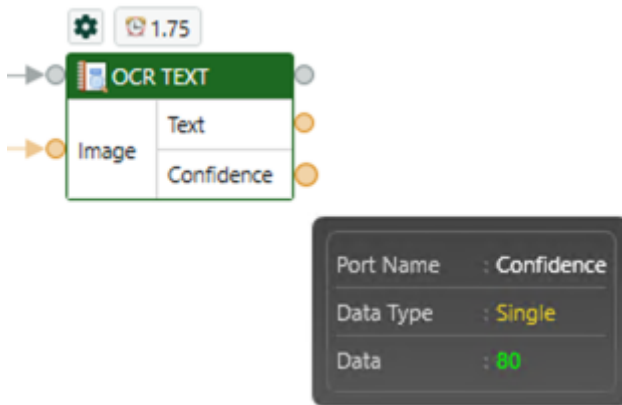 1.75
OCR TEXT
Image
Text
Confidence
Port Name : Confidence
Data Type : Single
Data : 80